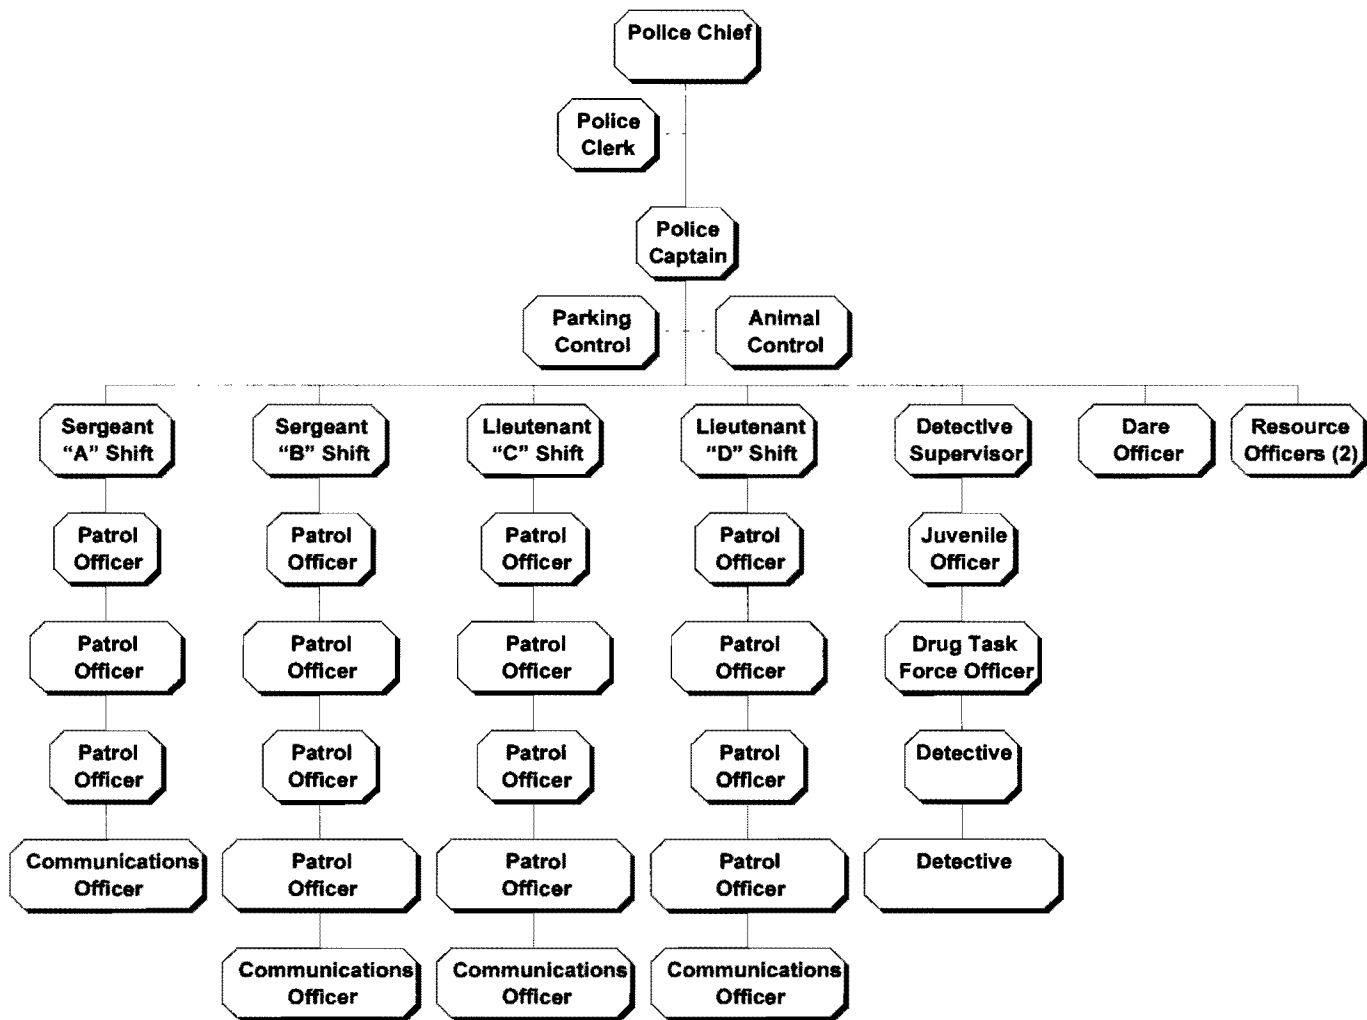 Police Chief
Police
Clerk
Police
Captain
Parking
Control
Animal
Control
Sergeant
“A” Shift
Sergeant
“B” Shift
Lieutenant
“C” Shift
Lieutenant
“D” Shift
Detective
Supervisor
Dare
Officer
Resource
Officers (2)
Patrol
Officer
Patrol
Officer
Patrol
Officer
Patrol
Officer
Juvenile
Officer
Patrol
Officer
Patrol
Officer
Patrol
Officer
Patrol
Officer
Drug Task
Force Officer
Patrol
Officer
Patrol
Officer
Patrol
Officer
Patrol
Officer
Detective
Communications
Officer
Patrol
Officer
Patrol
Officer
Patrol
Officer
Detective
Communications
Officer
Communications
Officer
Communications
Officer